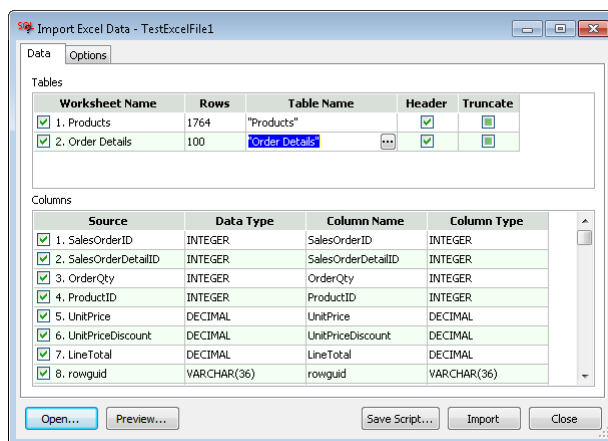 SQL Import Excel Data - TestExcelFile1
Data Options
Tables
Worksheet Name Rows Table Name Header Truncate
1. Products 1764 "Products"
2. Order Details 100 "Order Details" ...
Columns
Source Data Type Column Name Column Type
1. SalesOrderID INTEGER SalesOrderID INTEGER
2. SalesOrderDetailID INTEGER SalesOrderDetailID INTEGER
3. OrderQty INTEGER OrderQty INTEGER
4. ProductID INTEGER ProductID INTEGER
5. UnitPrice DECIMAL UnitPrice DECIMAL
6. UnitPriceDiscount DECIMAL UnitPriceDiscount DECIMAL
7. LineTotal DECIMAL LineTotal DECIMAL
8. rowguid VARCHAR(36) rowguid VARCHAR(36)
Open... Preview... Save Script... Import Close